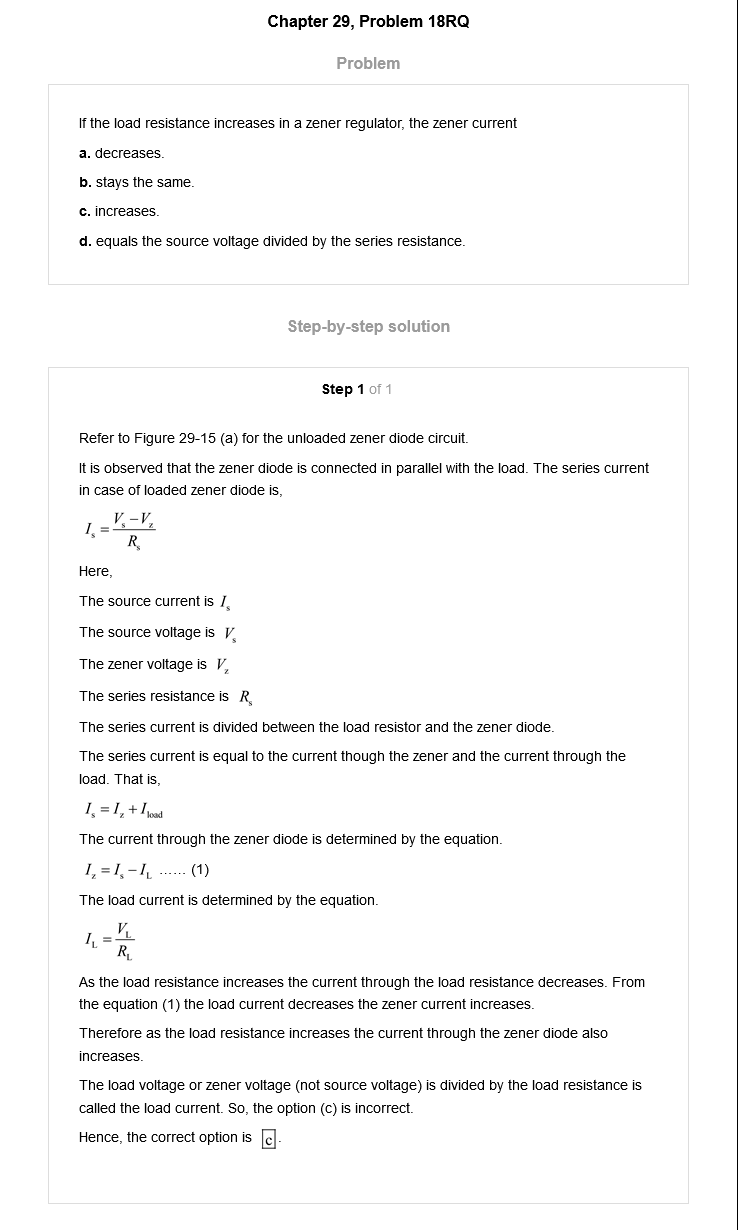 Chapter 29, Problem 18RQ
Problem
If the load resistance increases in a zener regulator, the zener current
a. decreases.
b. stays the same.
c. increases.
d. equals the source voltage divided by the series resistance.
Step-by-step solution
Step 1 of 1
Refer to Figure 29-15 (a) for the unloaded zener diode circuit.
It is observed that the zener diode is connected in parallel with the load. The series current
in case of loaded zener diode is,
I_s = (V_s − V_z) / R_s
Here,
The source current is I_s
The source voltage is V_s
The zener voltage is V_z
The series resistance is R_s
The series current is divided between the load resistor and the zener diode.
The series current is equal to the current though the zener and the current through the
load. That is,
I_s = I_z + I_load
The current through the zener diode is determined by the equation.
I_z = I_s − I_L ...... (1)
The load current is determined by the equation.
I_L = V_L / R_L
As the load resistance increases the current through the load resistance decreases. From
the equation (1) the load current decreases the zener current increases.
Therefore as the load resistance increases the current through the zener diode also
increases.
The load voltage or zener voltage (not source voltage) is divided by the load resistance is
called the load current. So, the option (c) is incorrect.
Hence, the correct option is c.